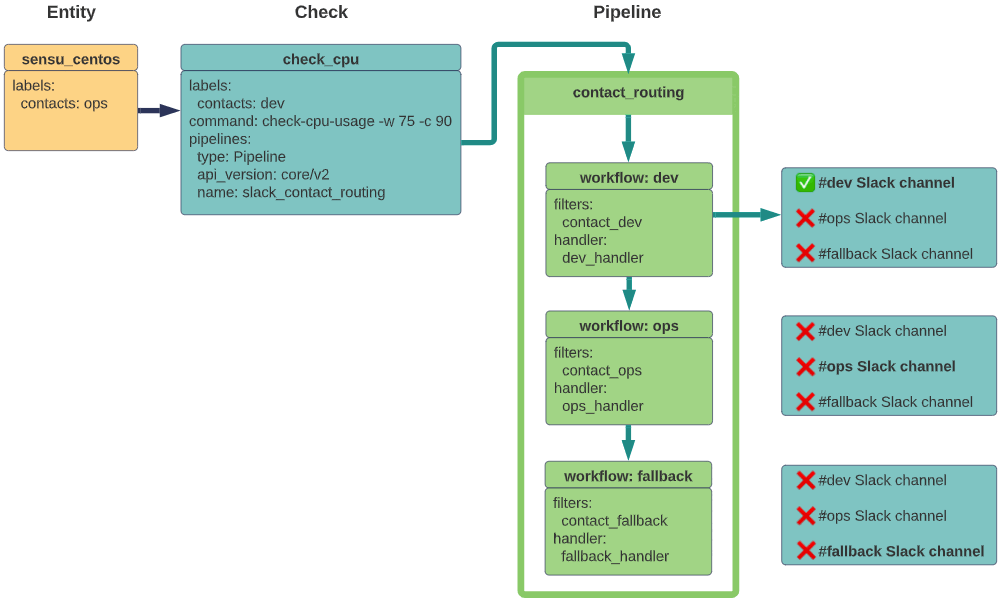 Entity
Check
Pipeline
sensu_centos
labels:
contacts: ops
check_cpu
labels:
contacts: dev
command: check-cpu-usage -w 75 -c 90
pipelines:
type: Pipeline
api_version: core/v2
name: slack_contact_routing
contact_routing
workflow: dev
filters:
contact_dev
handler:
dev_handler
#dev Slack channel
#ops Slack channel
#fallback Slack channel
workflow: ops
filters:
contact_ops
handler:
ops_handler
#dev Slack channel
#ops Slack channel
#fallback Slack channel
workflow: fallback
filters:
contact_fallback
handler:
fallback_handler
#dev Slack channel
#ops Slack channel
#fallback Slack channel